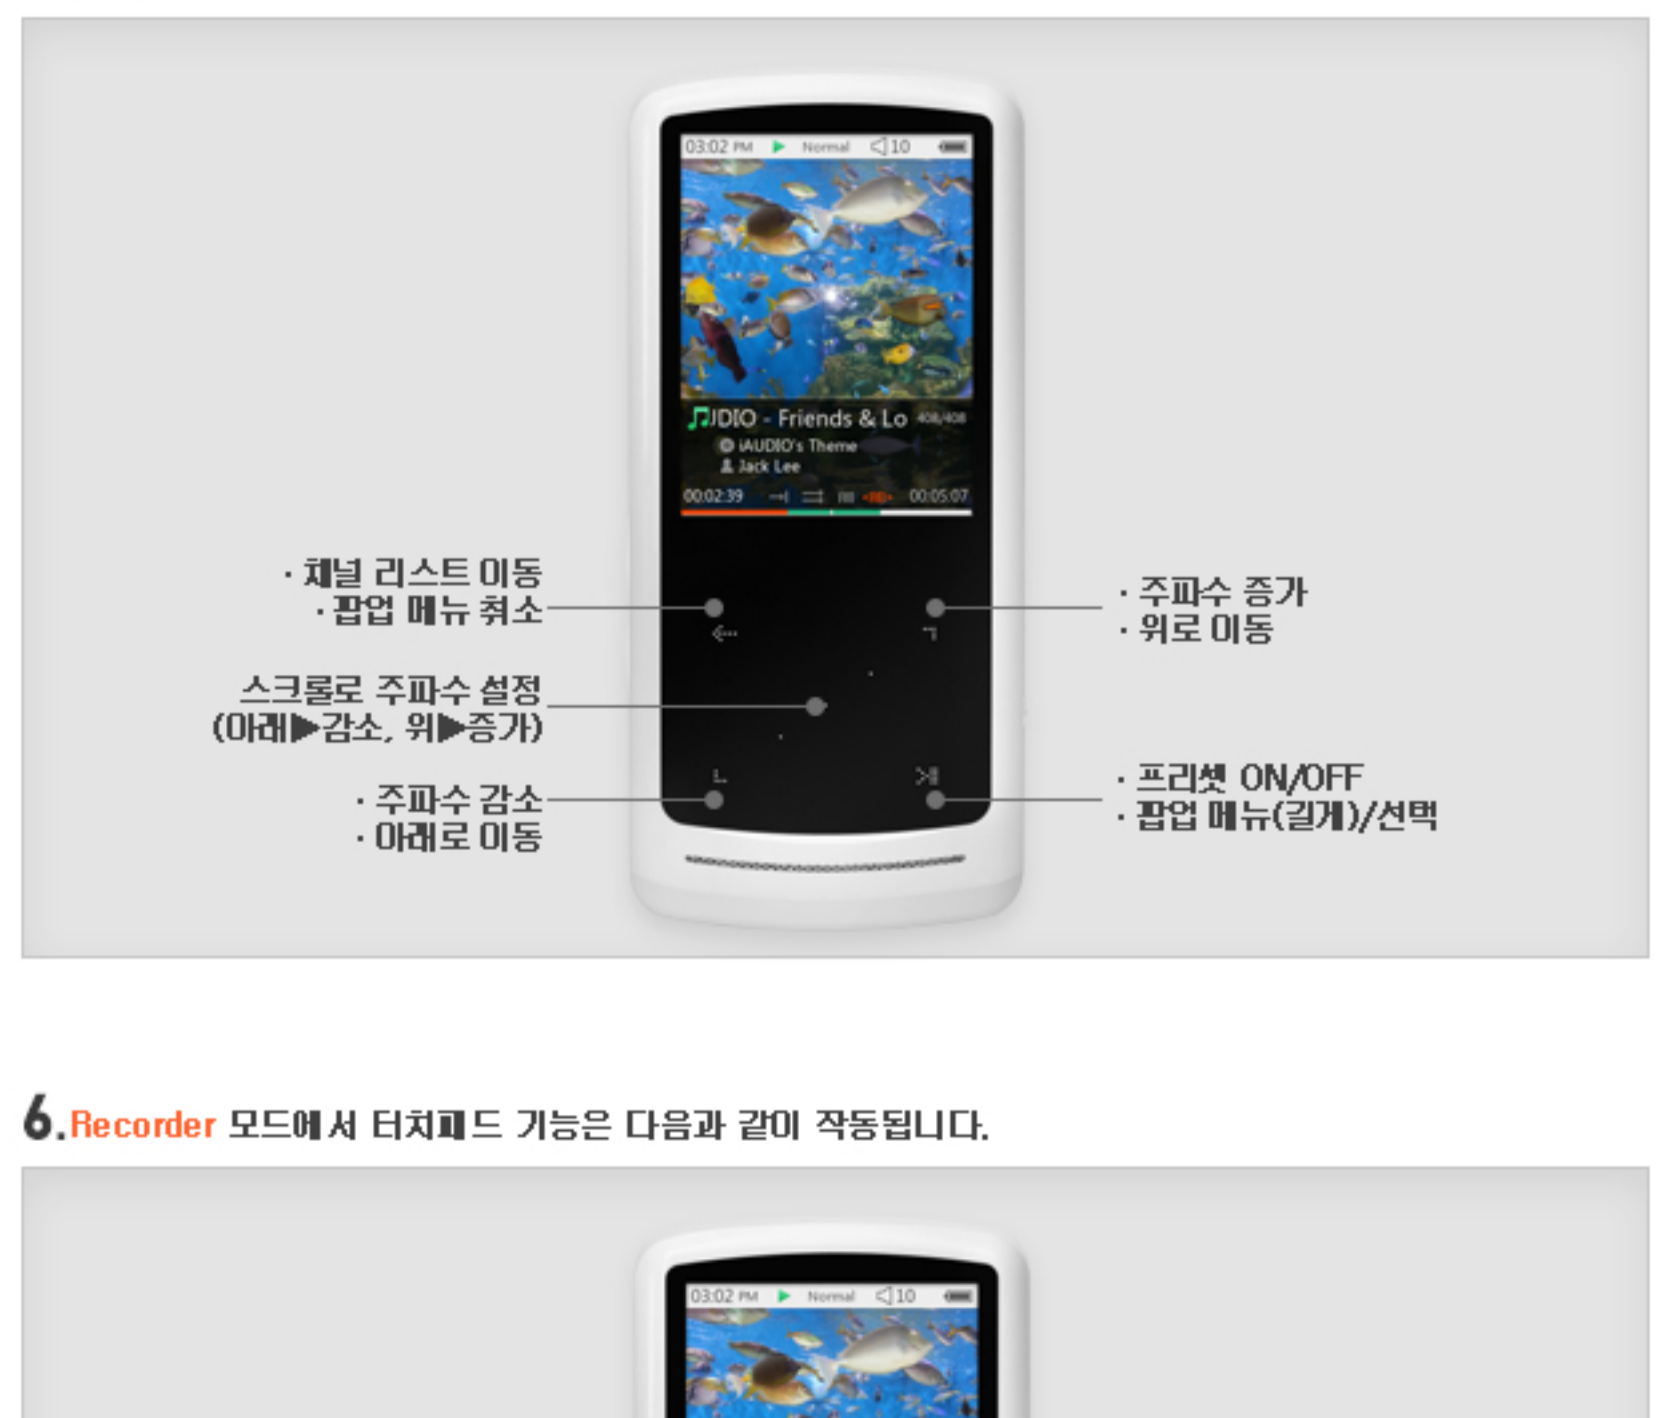 03:02 PM ▶ Normal 10
JDIO - Friends & Lo 408/408
iAUDIO's Theme
Jack Lee
00:02:39 00:05:07
· 채널 리스트 이동
· 팝업 메뉴 취소
· 주파수 증가
· 위로 이동
스크롤로 주파수 설정
(아래▶감소, 위▶증가)
· 주파수 감소
· 아래로 이동
· 프리셋 ON/OFF
· 팝업 메뉴(길게)/선택
6.Recorder 모드에서 터치패드 기능은 다음과 같이 작동됩니다.
03:02 PM ▶ Normal 10